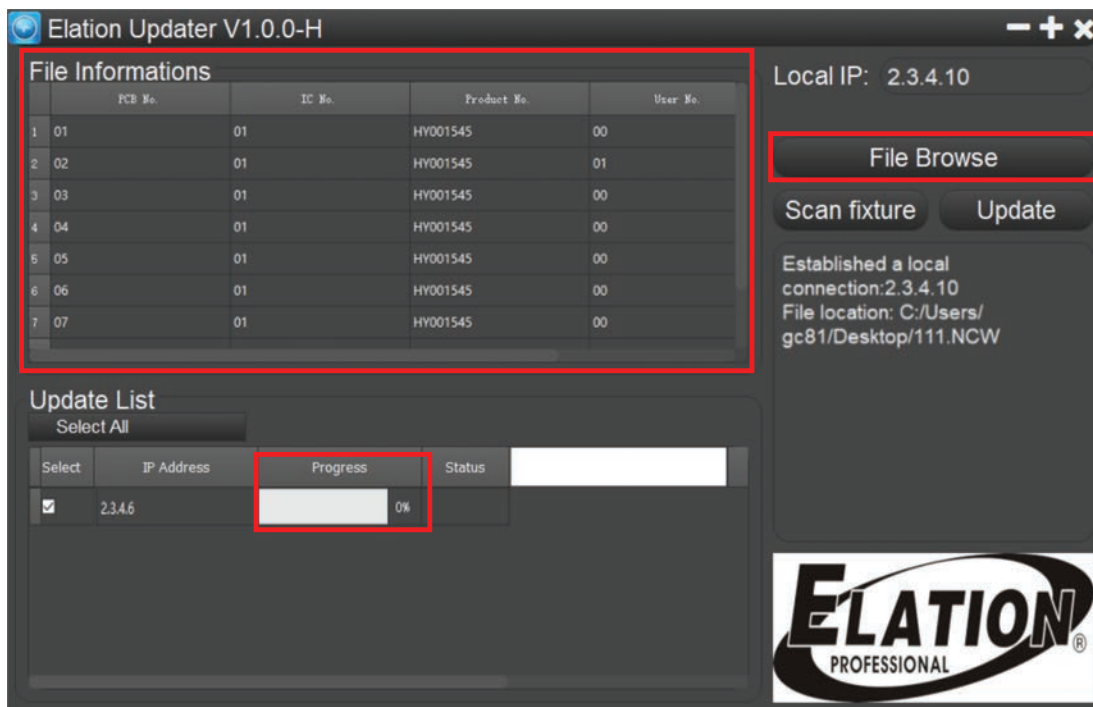 Elation Updater V1.0.0-H
File Informations
PCB No. IC No. Product No. User No.
1 01 01 HY001545 00
2 02 01 HY001545 01
3 03 01 HY001545 00
4 04 01 HY001545 00
5 05 01 HY001545 00
6 06 01 HY001545 00
7 07 01 HY001545 00
Local IP: 2.3.4.10
File Browse
Scan fixture Update
Established a local
connection:2.3.4.10
File location: C:/Users/
gc81/Desktop/111.NCW
Update List
Select All
Select IP Address Progress Status
2.3.4.6 0%
ELATION®
PROFESSIONAL